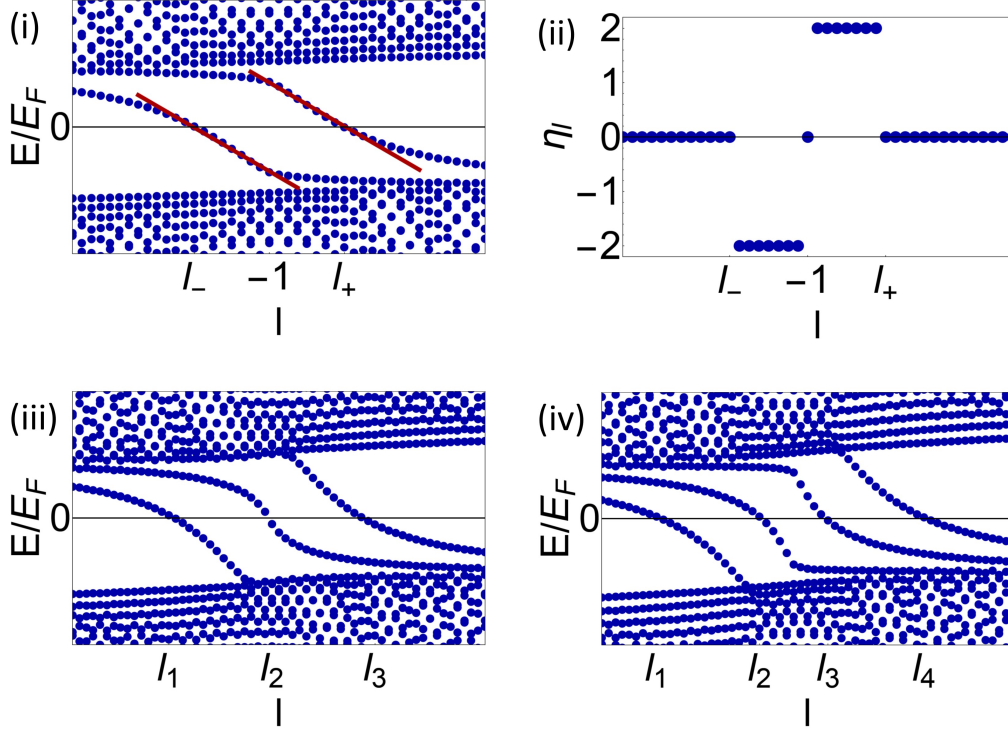 (i)
E/E_F
0
l_− −1 l_+
l
(ii)
η_l
2
1
0
−1
−2
l_− −1 l_+
l
(iii)
E/E_F
0
l_1 l_2 l_3
l
(iv)
E/E_F
0
l_1 l_2 l_3 l_4
l